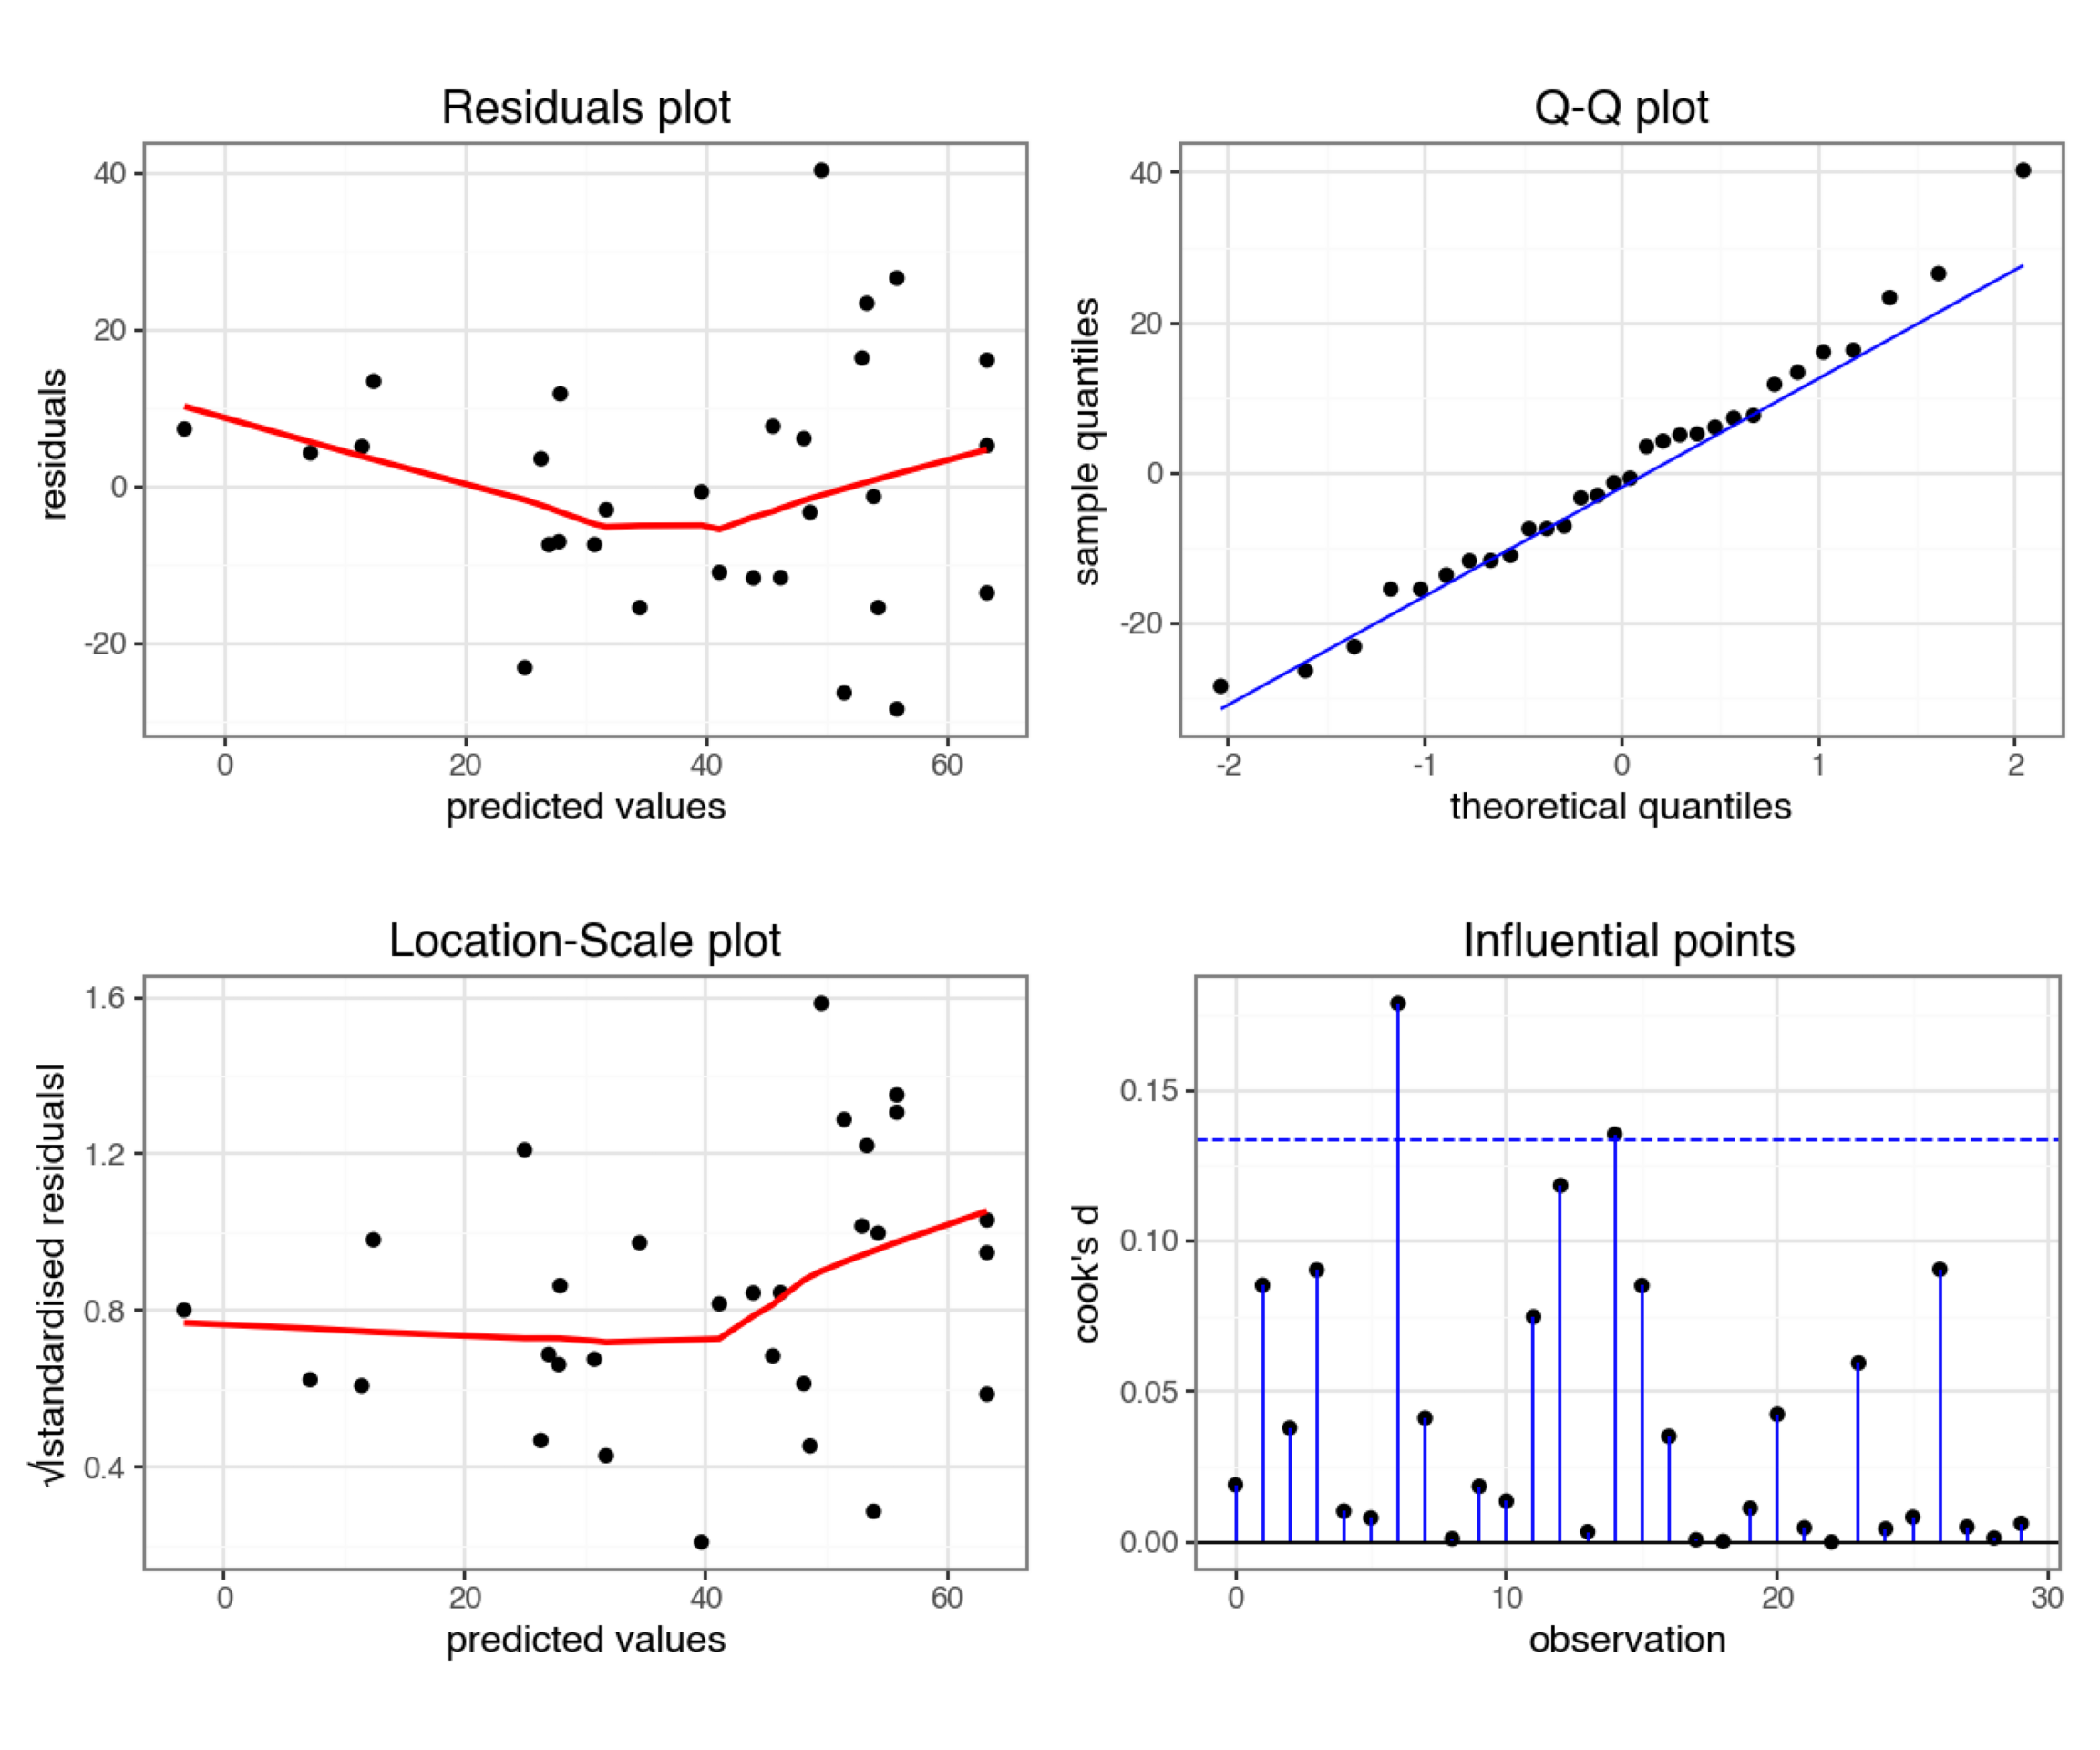 Residuals plot
40
20
0
-20
residuals
0 20 40 60
predicted values
Q-Q plot
40
20
0
-20
sample quantiles
-2 -1 0 1 2
theoretical quantiles
Location-Scale plot
1.6
1.2
0.8
0.4
√|standardised residuals|
0 20 40 60
predicted values
Influential points
0.15
0.10
0.05
0.00
cook's d
0 10 20 30
observation